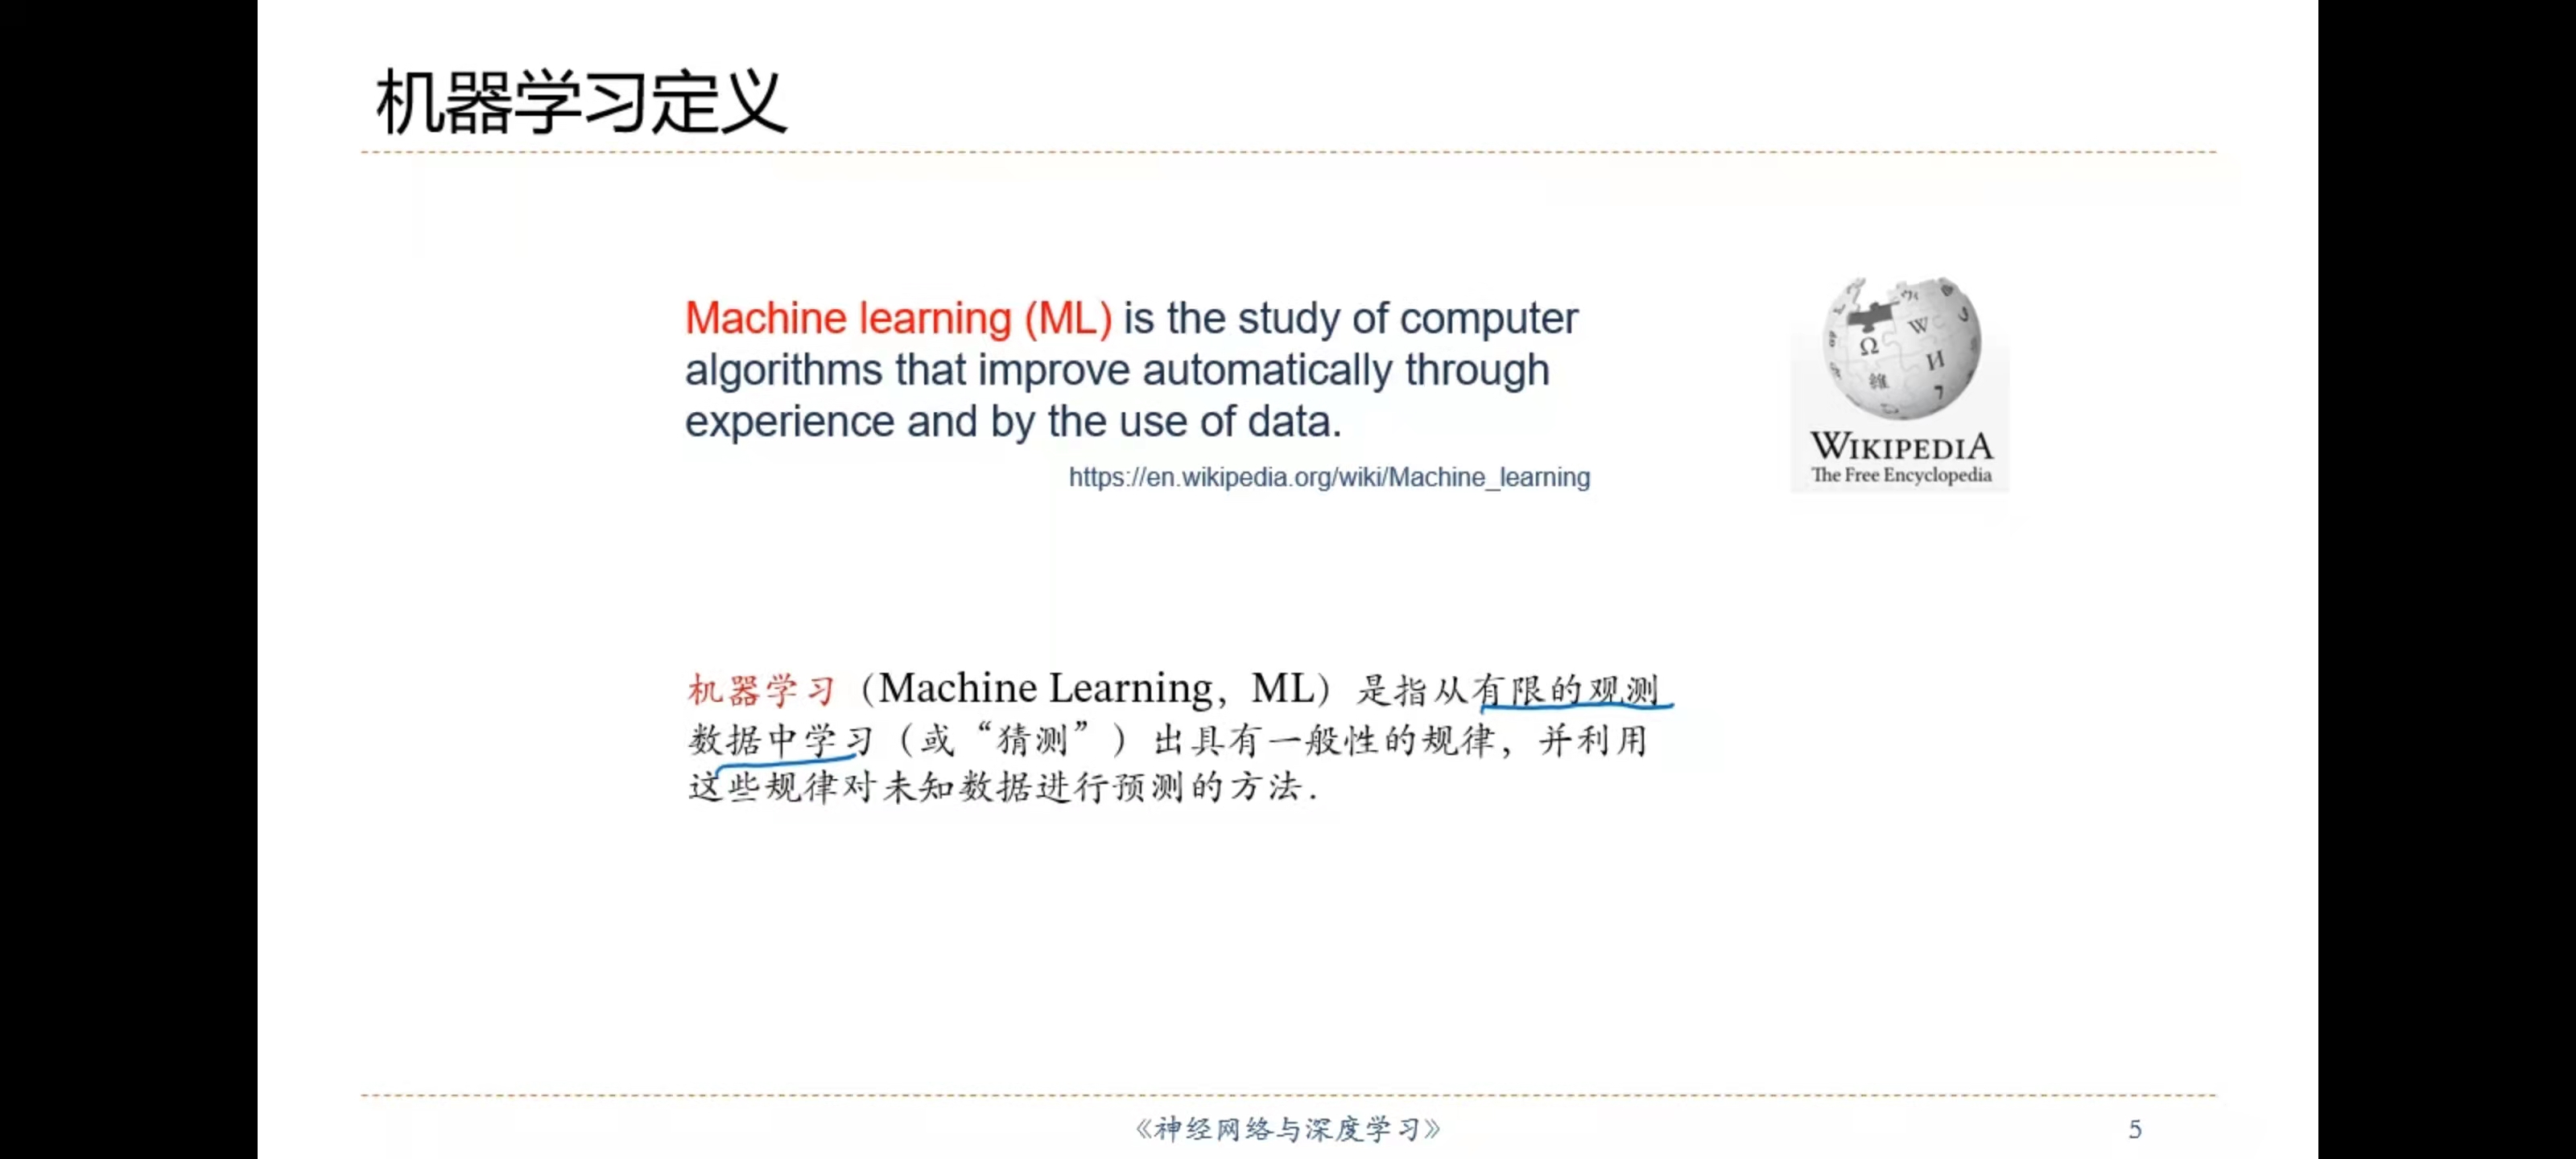 机器学习定义
Machine learning (ML) is the study of computer
algorithms that improve automatically through
experience and by the use of data.
https://en.wikipedia.org/wiki/Machine_learning
Ω W И 維 7
WIKIPEDIA
The Free Encyclopedia
机器学习（Machine Learning，ML）是指从有限的观测
数据中学习（或“猜测”）出具有一般性的规律，并利用
这些规律对未知数据进行预测的方法．
《神经网络与深度学习》
5